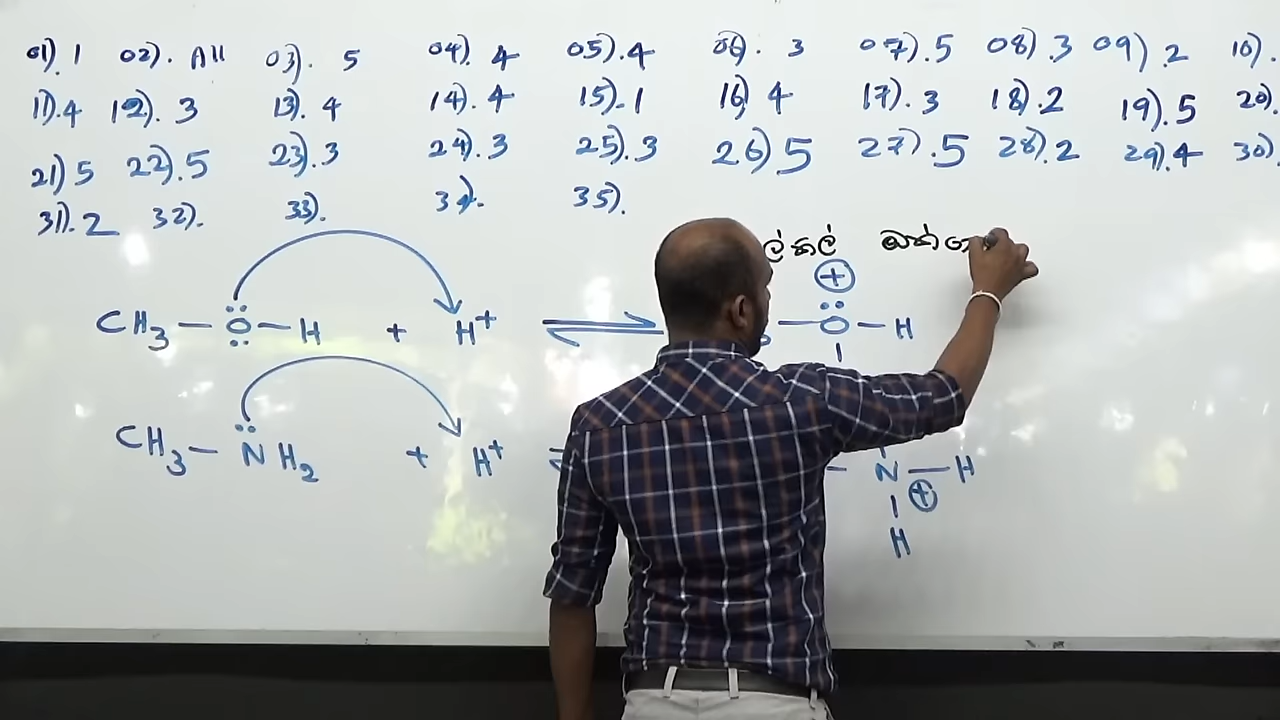 01). 1 02). All 03). 5 04). 4 05). 4 06). 3 07). 5 08). 3 09). 2 10).
11). 4 12). 3 13). 4 14). 4 15). 1 16) 4 17). 3 18). 2 19). 5 20).
21) 5 22). 5 23). 3 24). 3 25). 3 26) 5 27). 5 28). 2 29). 4 30).
31). 2 32). 33). 34). 35).
⊕
CH3 — O — H + H+ ⇌ — O — H
CH3 — N H2 + H+ — N — H
⊕
H